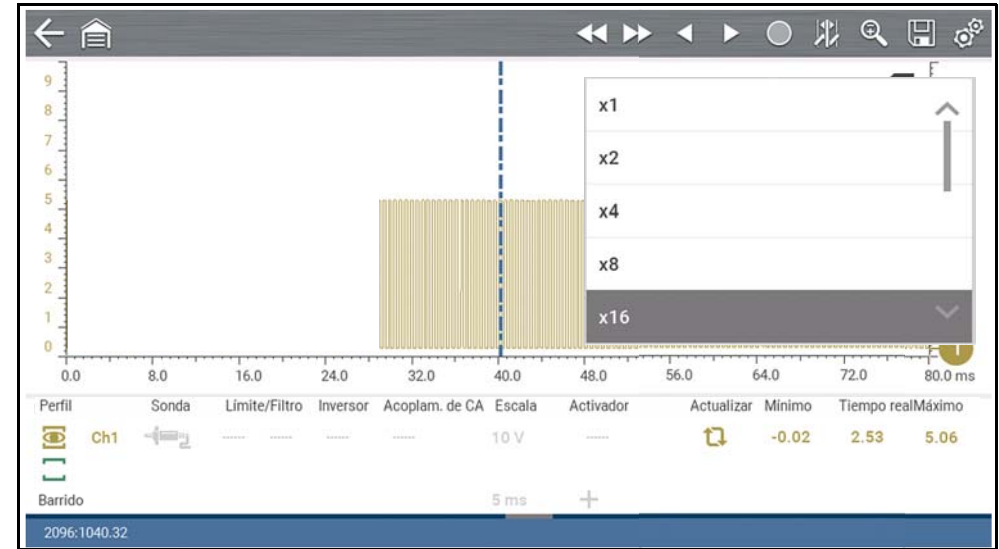 9
8
7
6
5
4
3
2
1
0
x1
x2
x4
x8
x16
1
0.0 8.0 16.0 24.0 32.0 40.0 48.0 56.0 64.0 72.0 80.0 ms
Perfil Sonda Límite/Filtro Inversor Acoplam. de CA Escala Activador Actualizar Mínimo Tiempo real Máximo
Ch1 ------ ------ ------ ------ 10 V ------ -0.02 2.53 5.06
Barrido 5 ms +
2096:1040.32